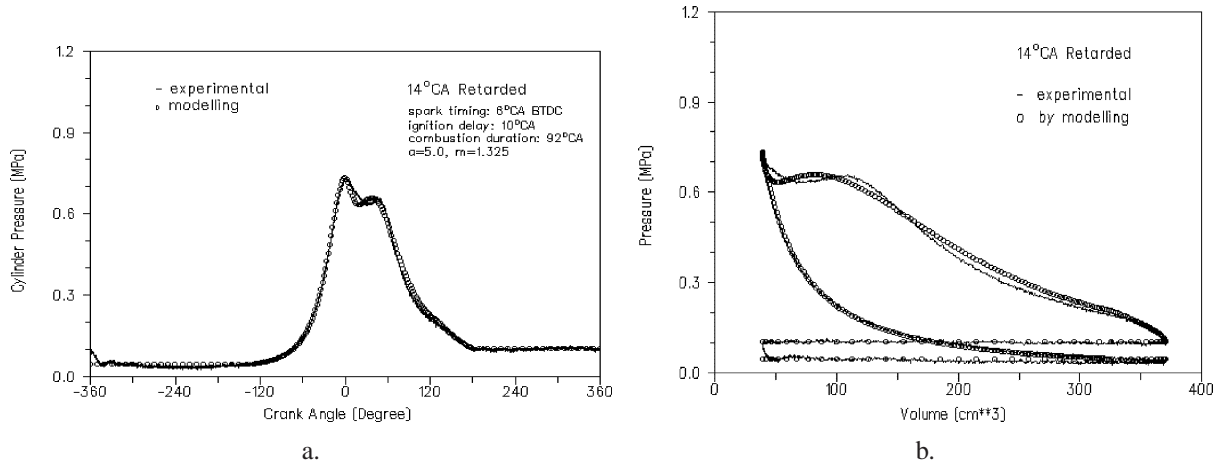 1.2
0.9
0.6
0.3
0.0
Cylinder Pressure (MPa)
– experimental
▫ modelling
14°CA Retarded
spark timing: 6°CA BTDC
ignition delay: 10°CA
combustion duration: 92°CA
a=5.0, m=1.325
-360 -240 -120 0 120 240 360
Crank Angle (Degree)
a.
1.2
0.9
0.6
0.3
0.0
Pressure (MPa)
14°CA Retarded
– experimental
o by modelling
0 100 200 300 400
Volume (cm**3)
b.